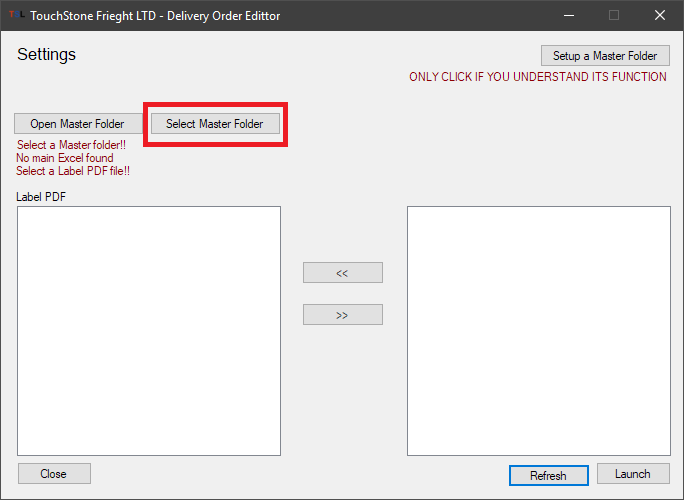 TFL TouchStone Frieght LTD - Delivery Order Edittor
Settings
Setup a Master Folder
ONLY CLICK IF YOU UNDERSTAND ITS FUNCTION
Open Master Folder
Select Master Folder
Select a Master folder!!
No main Excel found
Select a Label PDF file!!
Label PDF
<<
>>
Close
Refresh
Launch